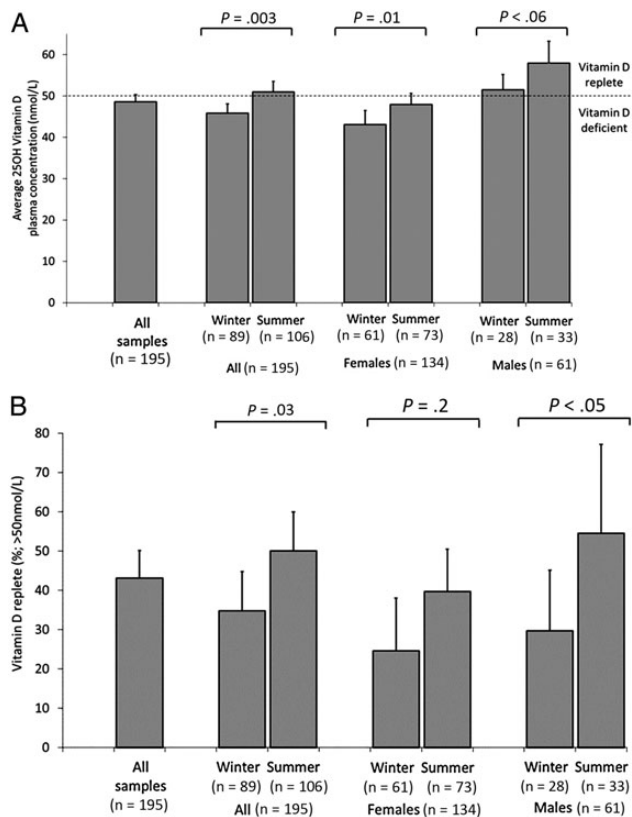 A
P = .003
P = .01
P < .06
Average 25OH Vitamin D
plasma concentration (nmol/L)
60
50
40
30
20
10
0
Vitamin D
replete
Vitamin D
deficient
All
samples
(n = 195)
Winter Summer
(n = 89) (n = 106)
All (n = 195)
Winter Summer
(n = 61) (n = 73)
Females (n = 134)
Winter Summer
(n = 28) (n = 33)
Males (n = 61)
B
P = .03
P = .2
P < .05
Vitamin D replete (%; >50nmol/L)
80
70
60
50
40
30
20
10
0
All
samples
(n = 195)
Winter Summer
(n = 89) (n = 106)
All (n = 195)
Winter Summer
(n = 61) (n = 73)
Females (n = 134)
Winter Summer
(n = 28) (n = 33)
Males (n = 61)